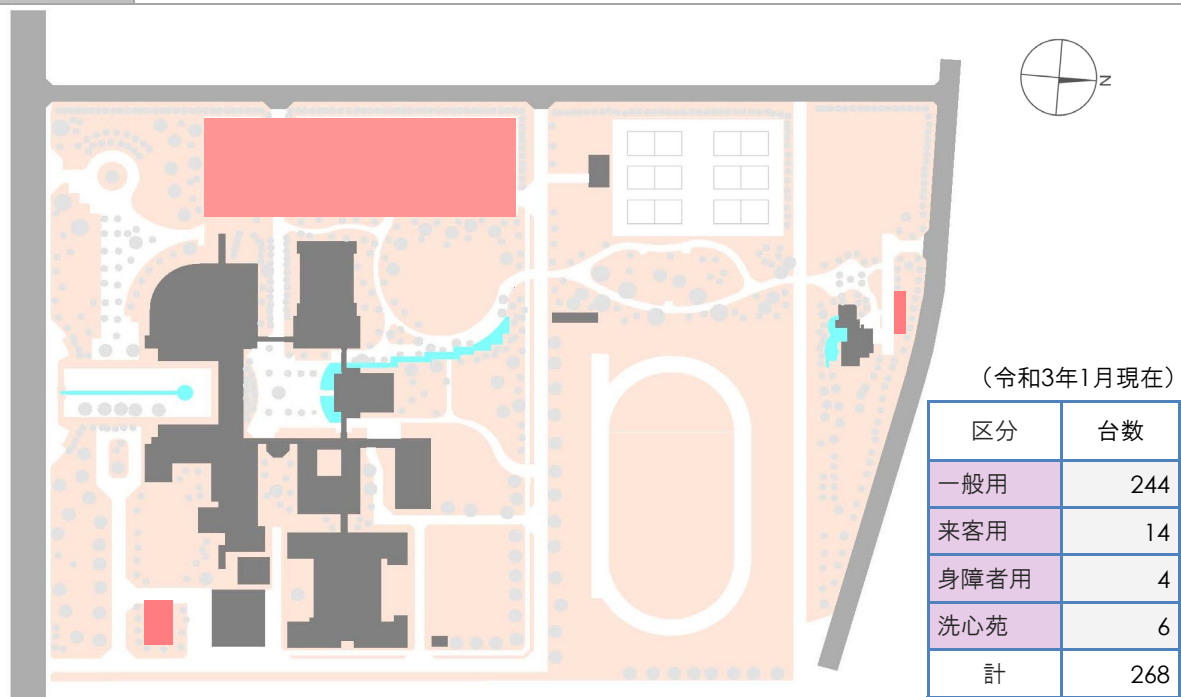 N
（令和3年1月現在）
区分 台数
一般用 244
来客用 14
身障者用 4
洗心苑 6
計 268